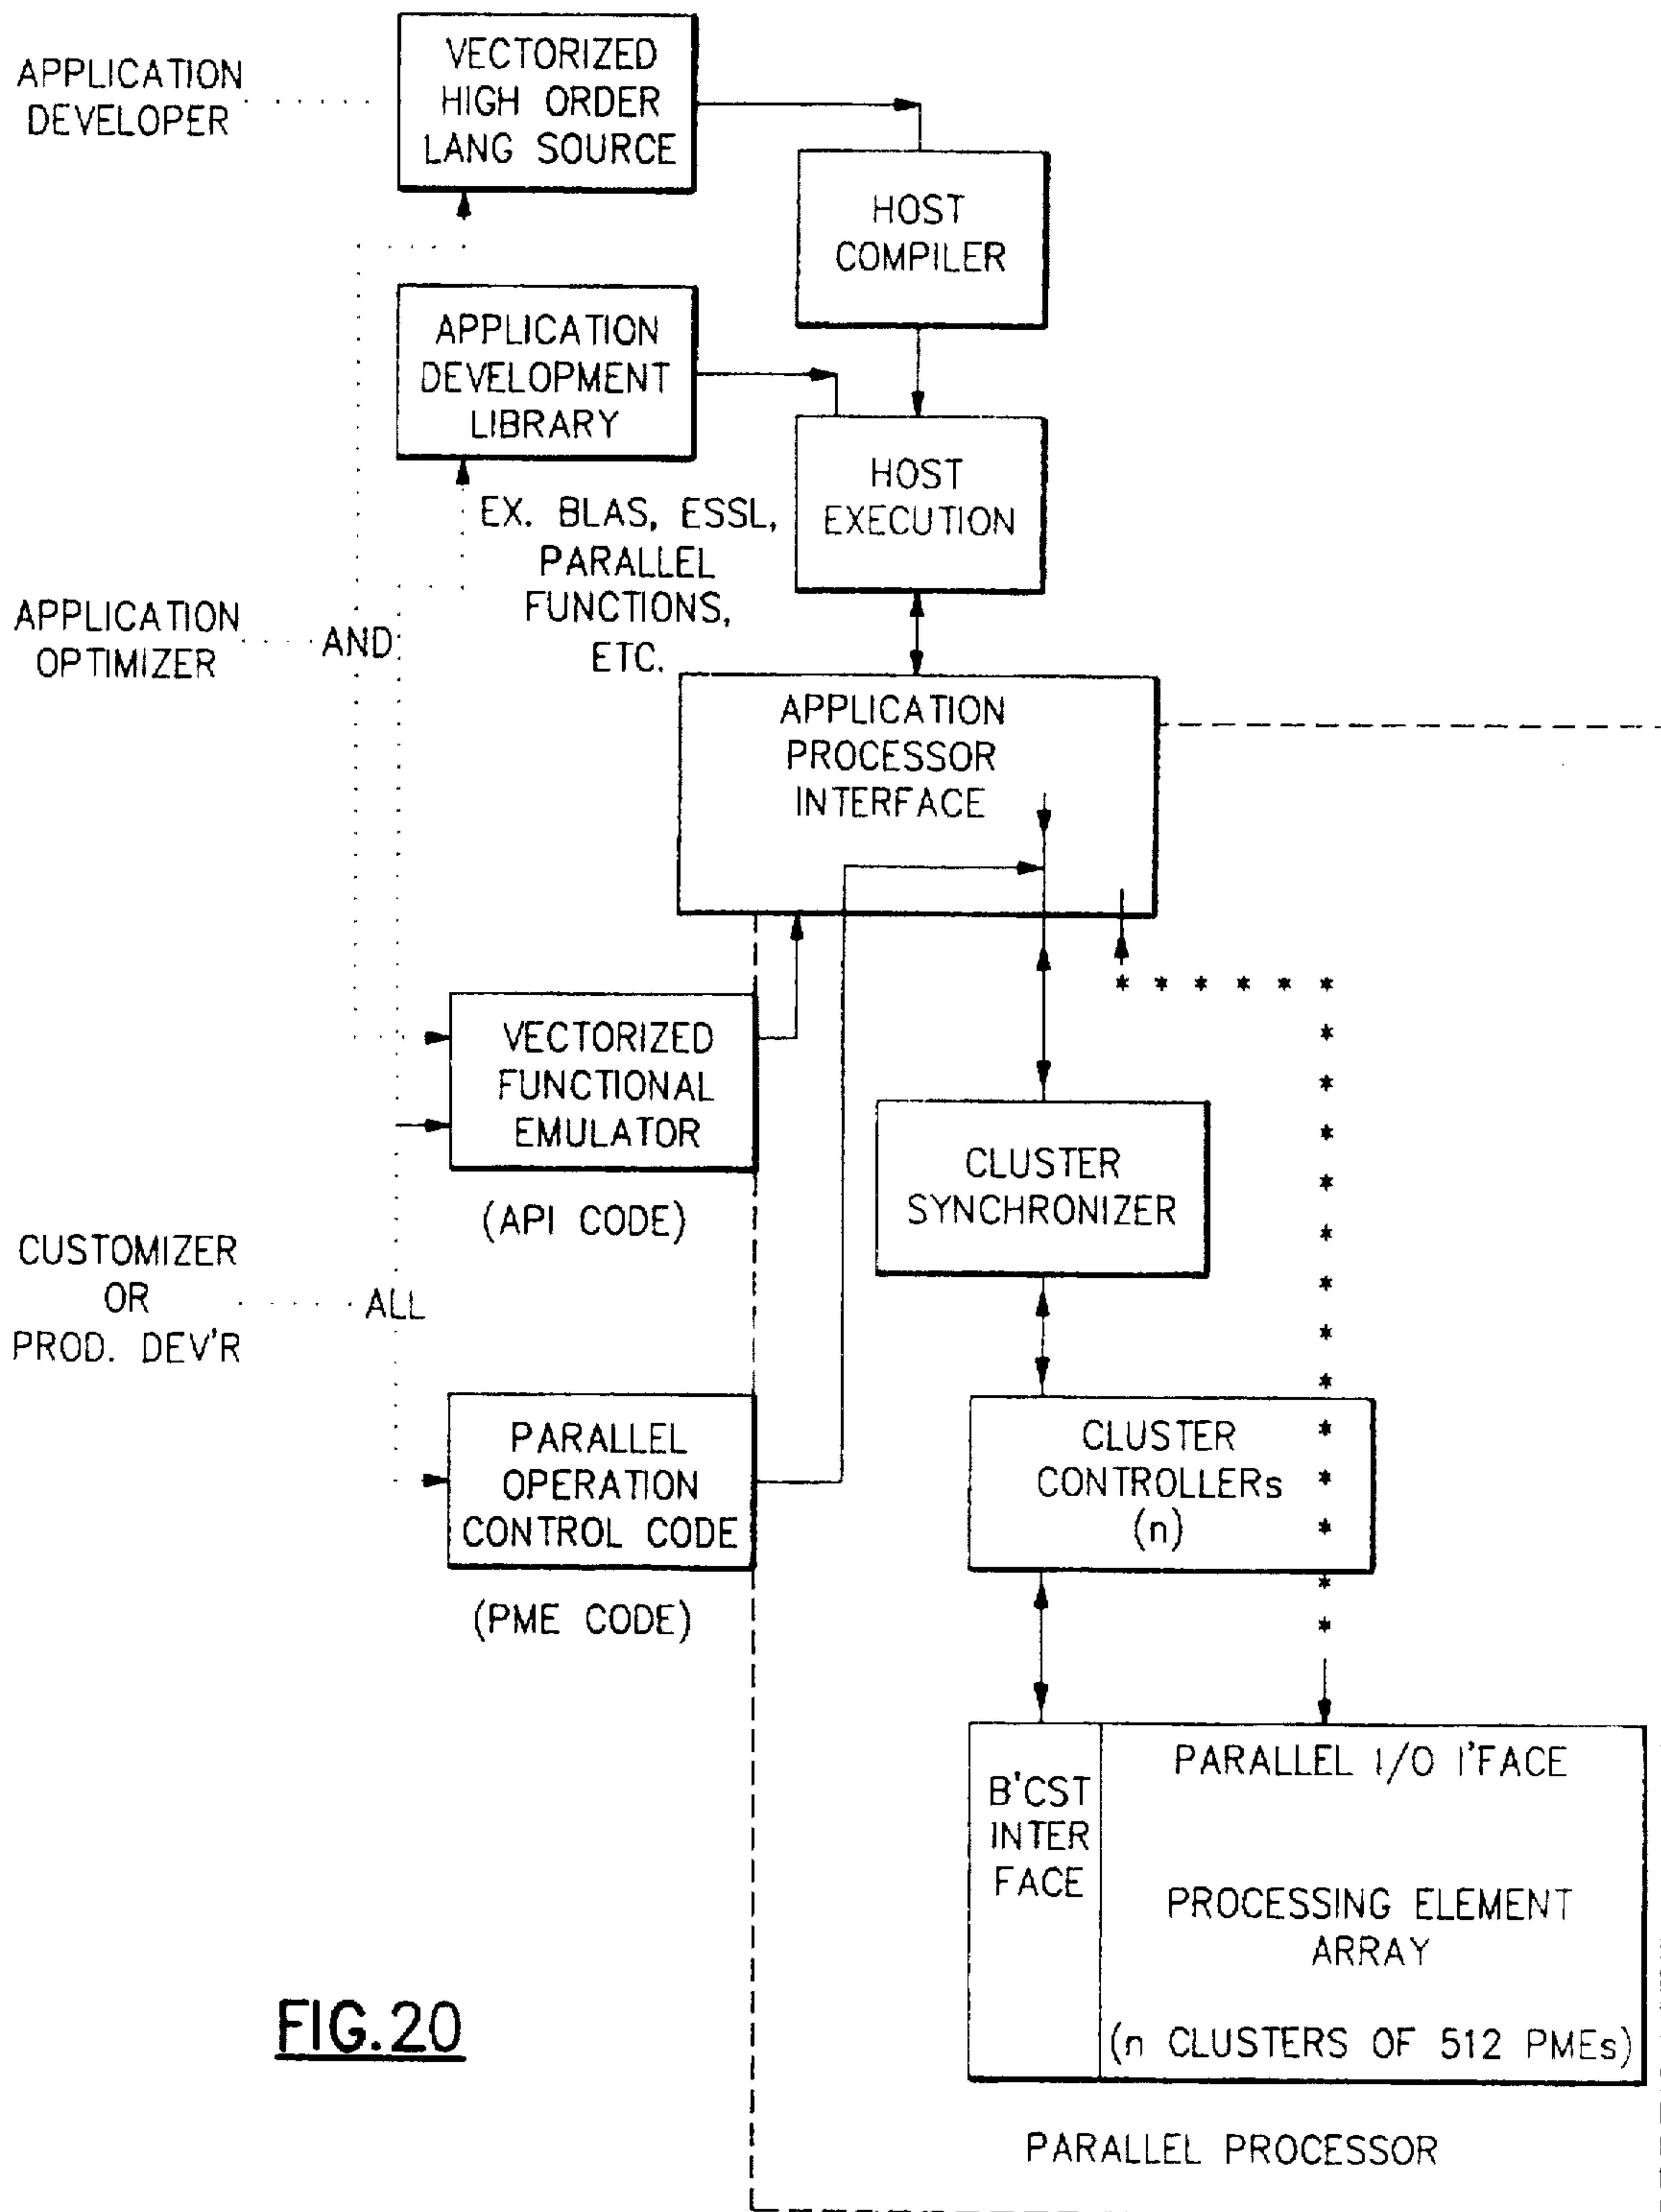 APPLICATION
DEVELOPER
VECTORIZED
HIGH ORDER
LANG SOURCE
HOST
COMPILER
APPLICATION
DEVELOPMENT
LIBRARY
HOST
EXECUTION
EX. BLAS, ESSL,
PARALLEL
FUNCTIONS,
ETC.
APPLICATION
OPTIMIZER
AND
APPLICATION
PROCESSOR
INTERFACE
VECTORIZED
FUNCTIONAL
EMULATOR
(API CODE)
CLUSTER
SYNCHRONIZER
CUSTOMIZER
OR
PROD. DEV'R
ALL
PARALLEL
OPERATION
CONTROL CODE
(PME CODE)
CLUSTER
CONTROLLERs
(n)
B'CST
INTER
FACE
PARALLEL I/O I'FACE
PROCESSING ELEMENT
ARRAY
(n CLUSTERS OF 512 PMEs)
PARALLEL PROCESSOR
FIG.20